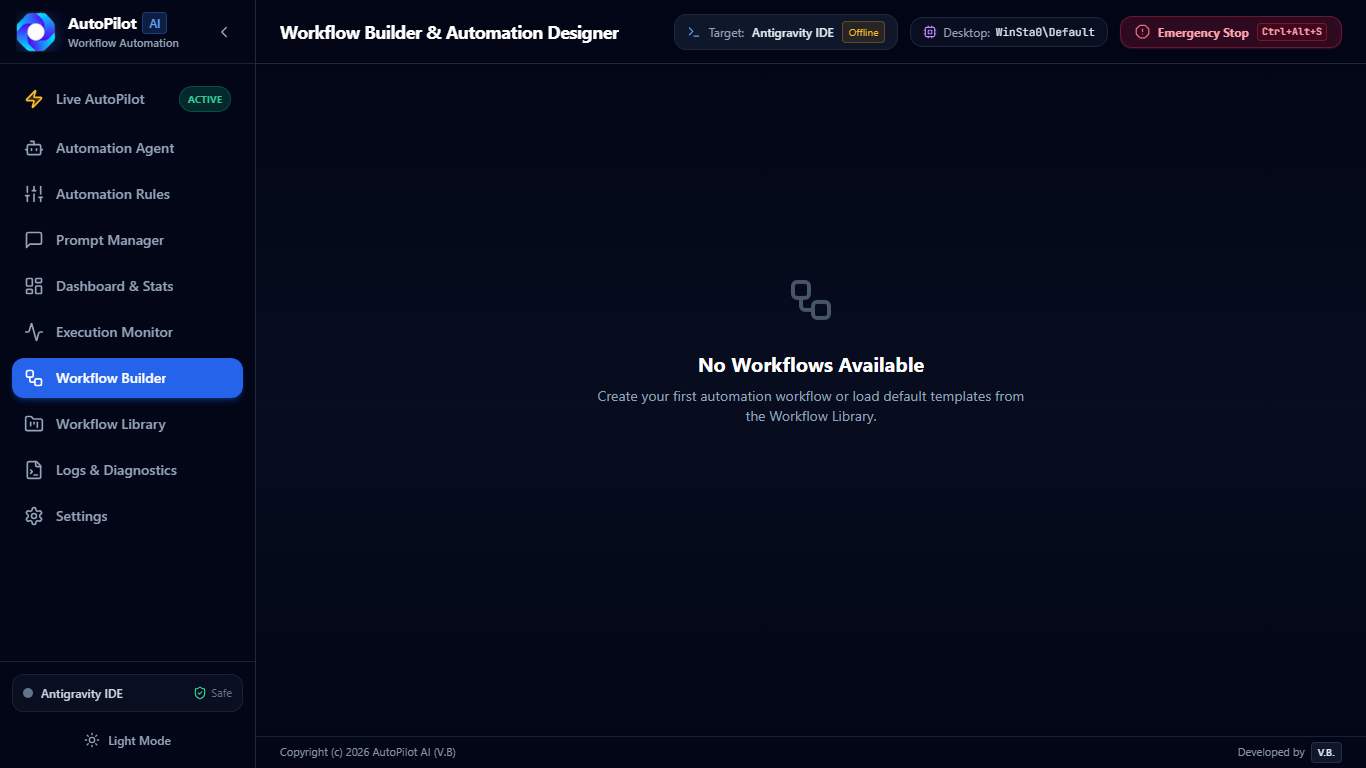 AutoPilot AI
Workflow Automation
Workflow Builder & Automation Designer
Target: Antigravity IDE Offline
Desktop: WinSta0\Default
Emergency Stop Ctrl+Alt+S
Live AutoPilot ACTIVE
Automation Agent
Automation Rules
Prompt Manager
Dashboard & Stats
Execution Monitor
Workflow Builder
Workflow Library
Logs & Diagnostics
Settings
No Workflows Available
Create your first automation workflow or load default templates from
the Workflow Library.
Antigravity IDE Safe
Light Mode
Copyright (c) 2026 AutoPilot AI (V.B)
Developed by V.B.